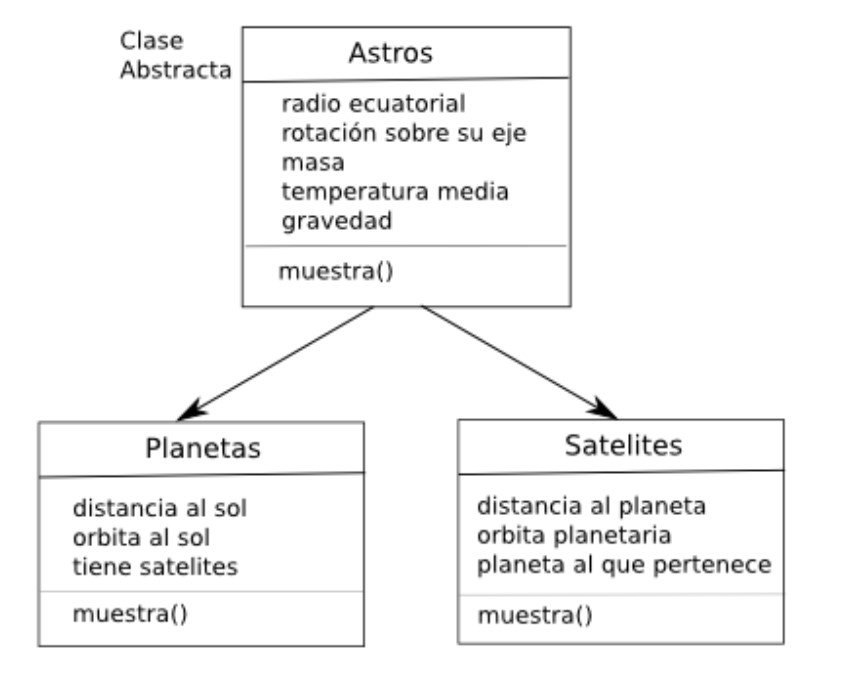 Clase
Abstracta
Astros
radio ecuatorial
rotación sobre su eje
masa
temperatura media
gravedad
muestra()
Planetas
distancia al sol
orbita al sol
tiene satelites
muestra()
Satelites
distancia al planeta
orbita planetaria
planeta al que pertenece
muestra()